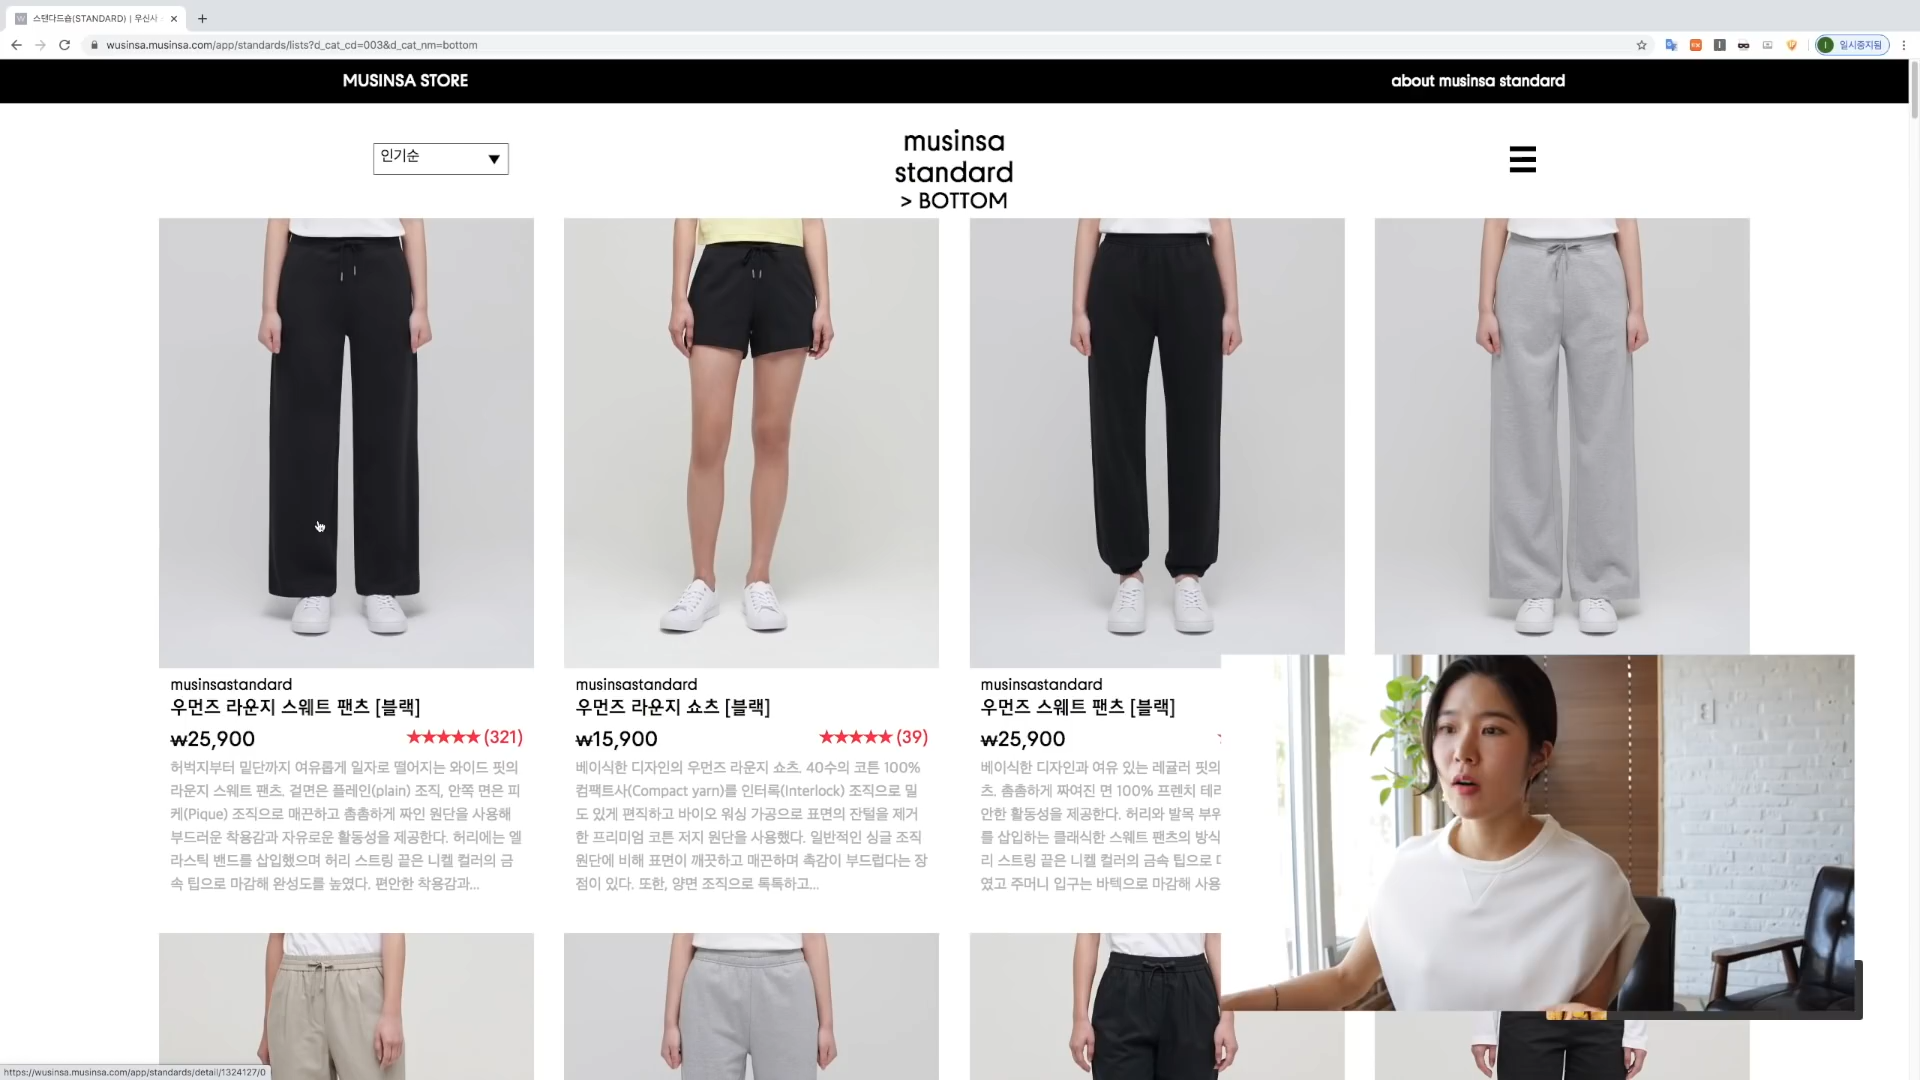 스탠다드숍(STANDARD) | 우신사
wusinsa.musinsa.com/app/standards/lists?d_cat_cd=003&d_cat_nm=bottom
일시중지됨
MUSINSA STORE
about musinsa standard
인기순
musinsa
standard
> BOTTOM
musinsastandard
우먼즈 라운지 스웨트 팬츠 [블랙]
₩25,900
★★★★★ (321)
허벅지부터 밑단까지 여유롭게 일자로 떨어지는 와이드 핏의
라운지 스웨트 팬츠. 겉면은 플레인(plain) 조직, 안쪽 면은 피
케(Pique) 조직으로 매끈하고 촘촘하게 짜인 원단을 사용해
부드러운 착용감과 자유로운 활동성을 제공한다. 허리에는 엘
라스틱 밴드를 삽입했으며 허리 스트링 끝은 니켈 컬러의 금
속 팁으로 마감해 완성도를 높였다. 편안한 착용감과...
musinsastandard
우먼즈 라운지 쇼츠 [블랙]
₩15,900
★★★★★ (39)
베이식한 디자인의 우먼즈 라운지 쇼츠. 40수의 코튼 100%
컴팩트사(Compact yarn)를 인터록(Interlock) 조직으로 밀
도 있게 편직하고 바이오 워싱 가공으로 표면의 잔털을 제거
한 프리미엄 코튼 저지 원단을 사용했다. 일반적인 싱글 조직
원단에 비해 표면이 깨끗하고 매끈하며 촉감이 부드럽다는 장
점이 있다. 또한, 양면 조직으로 톡톡하고...
musinsastandard
우먼즈 스웨트 팬츠 [블랙]
₩25,900
베이식한 디자인과 여유 있는 레귤러 핏의
츠. 촘촘하게 짜여진 면 100% 프렌치 테리
안한 활동성을 제공한다. 허리와 발목 부위
를 삽입하는 클래식한 스웨트 팬츠의 방식
리 스트링 끝은 니켈 컬러의 금속 팁으로
였고 주머니 입구는 바텍으로 마감해 사용
https://wusinsa.musinsa.com/app/standards/detail/1324127/0